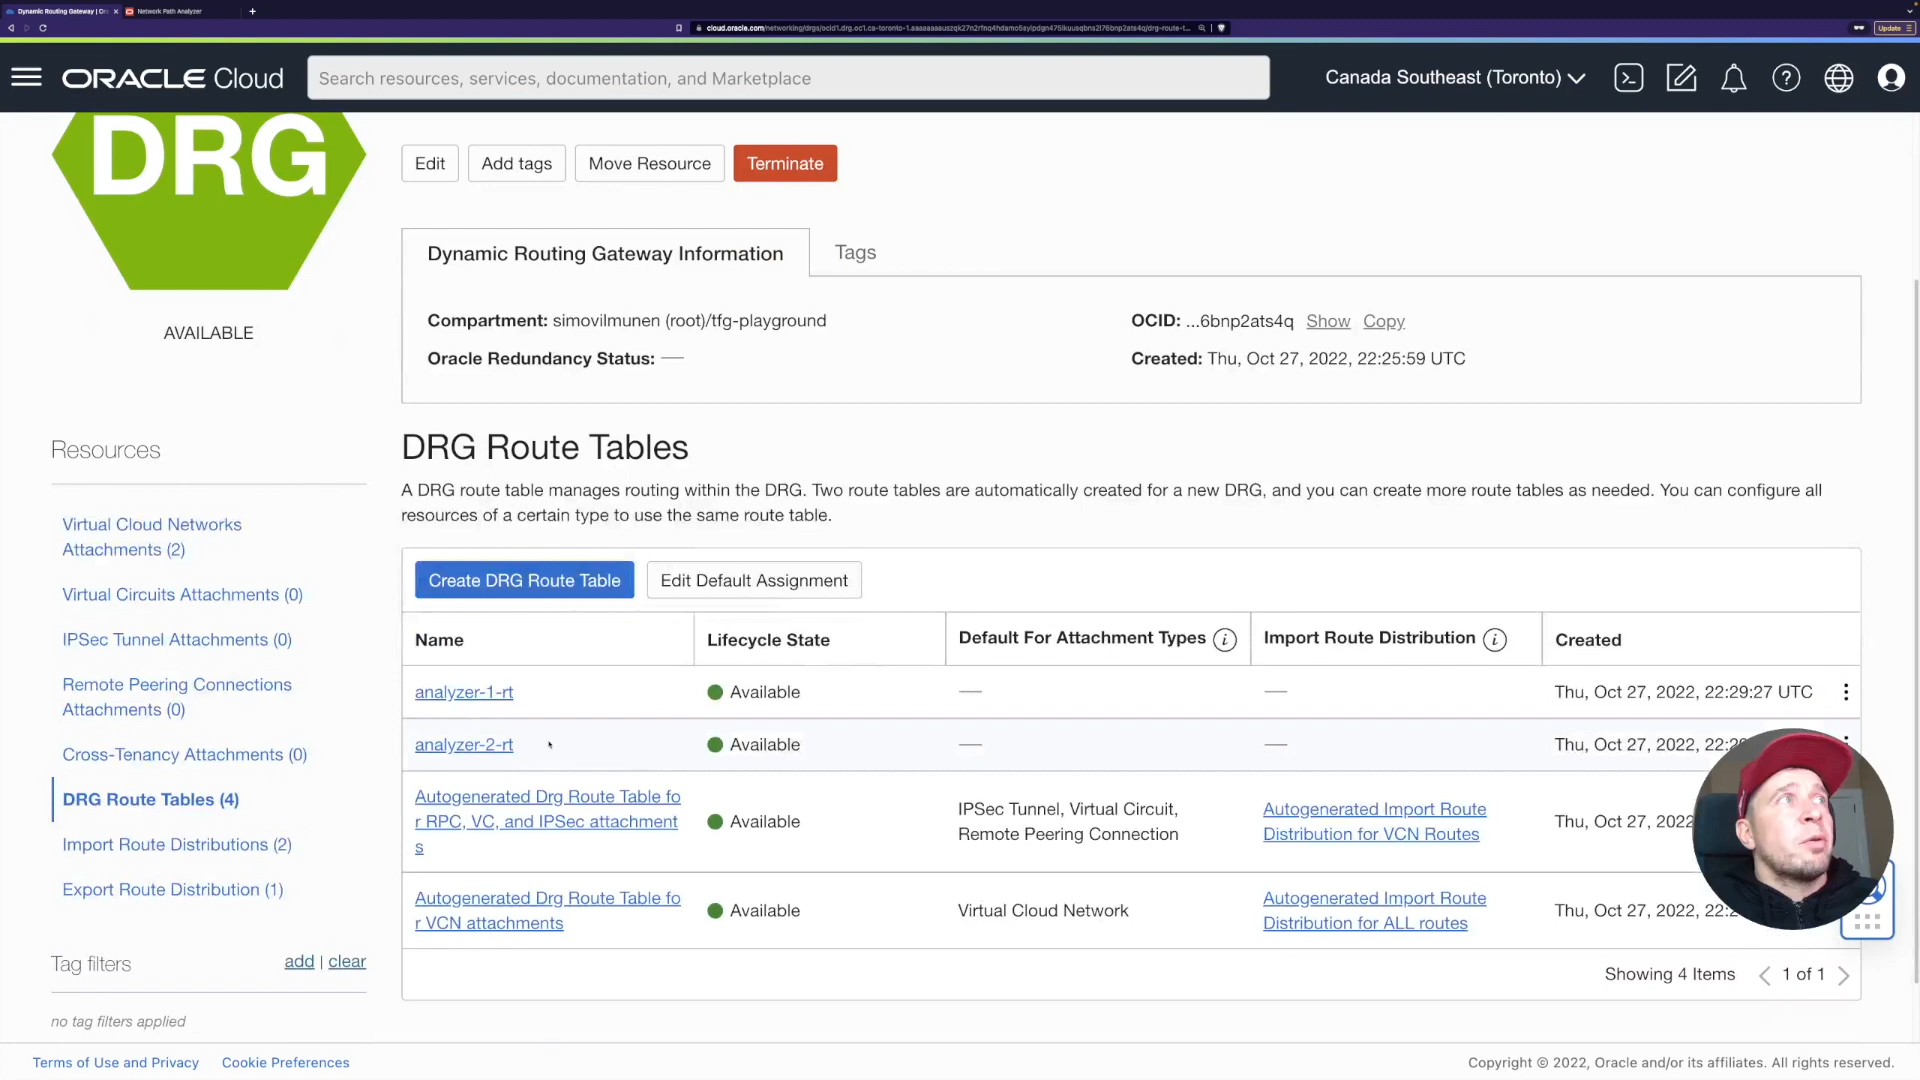 Dynamic Routing Gateway | Or
Network Path Analyzer
Update
ORACLE Cloud
Search resources, services, documentation, and Marketplace
Canada Southeast (Toronto)
DRG
AVAILABLE
Edit
Add tags
Move Resource
Terminate
Dynamic Routing Gateway Information
Tags
Compartment: simovilmunen (root)/tfg-playground
OCID: ...6bnp2ats4q Show Copy
Oracle Redundancy Status: —
Created: Thu, Oct 27, 2022, 22:25:59 UTC
Resources
Virtual Cloud Networks
Attachments (2)
Virtual Circuits Attachments (0)
IPSec Tunnel Attachments (0)
Remote Peering Connections
Attachments (0)
Cross-Tenancy Attachments (0)
DRG Route Tables (4)
Import Route Distributions (2)
Export Route Distribution (1)
Tag filters
add | clear
no tag filters applied
DRG Route Tables
A DRG route table manages routing within the DRG. Two route tables are automatically created for a new DRG, and you can create more route tables as needed. You can configure all
resources of a certain type to use the same route table.
Create DRG Route Table
Edit Default Assignment
Name
Lifecycle State
Default For Attachment Types
Import Route Distribution
Created
analyzer-1-rt
Available
—
—
Thu, Oct 27, 2022, 22:29:27 UTC
analyzer-2-rt
Available
—
—
Thu, Oct 27, 2022, 22:2
Autogenerated Drg Route Table fo
r RPC, VC, and IPSec attachment
s
Available
IPSec Tunnel, Virtual Circuit,
Remote Peering Connection
Autogenerated Import Route
Distribution for VCN Routes
Thu, Oct 27, 2022
Autogenerated Drg Route Table fo
r VCN attachments
Available
Virtual Cloud Network
Autogenerated Import Route
Distribution for ALL routes
Thu, Oct 27, 2022, 22:2
Showing 4 Items
1 of 1
Terms of Use and Privacy
Cookie Preferences
Copyright © 2022, Oracle and/or its affiliates. All rights reserved.